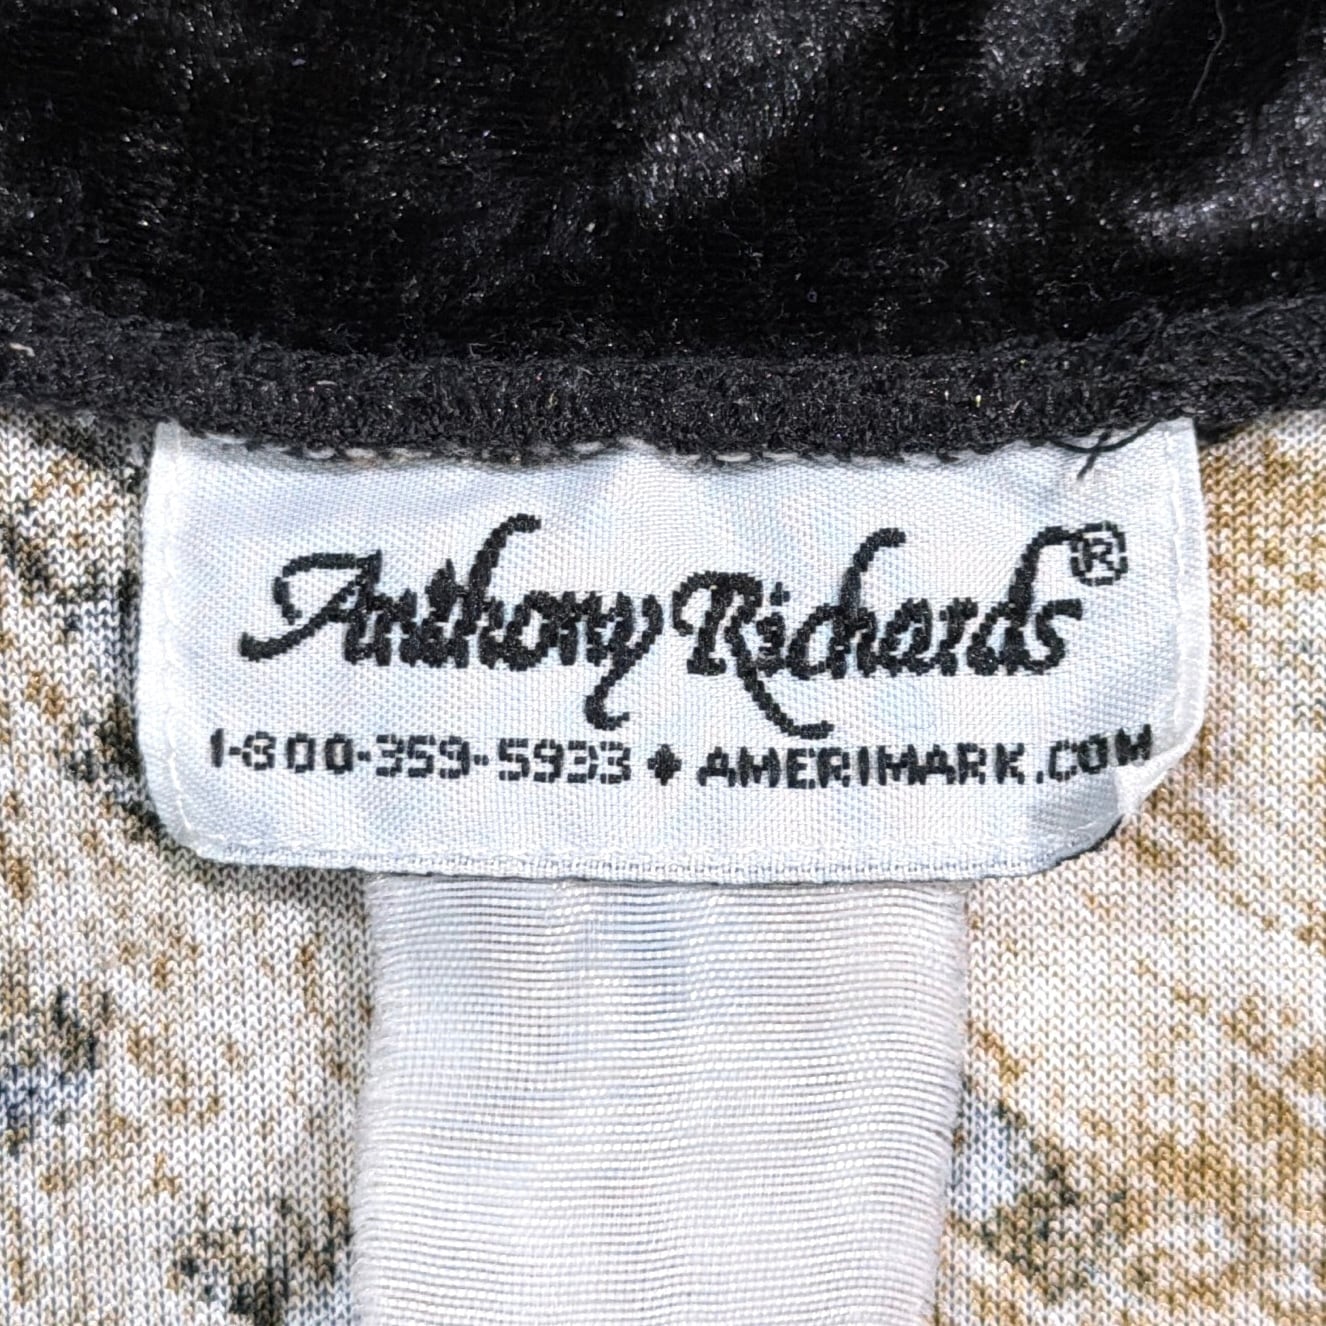 Anthony Richards®
1-800-359-5933 ♦ AMERIMARK.COM